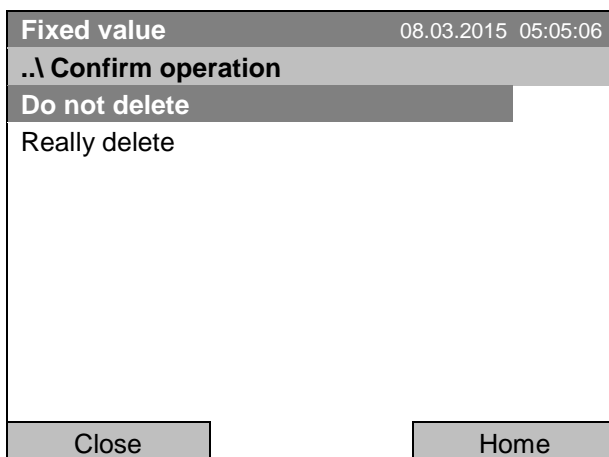 Fixed value 08.03.2015 05:05:06
..\ Confirm operation
Do not delete
Really delete
Close Home